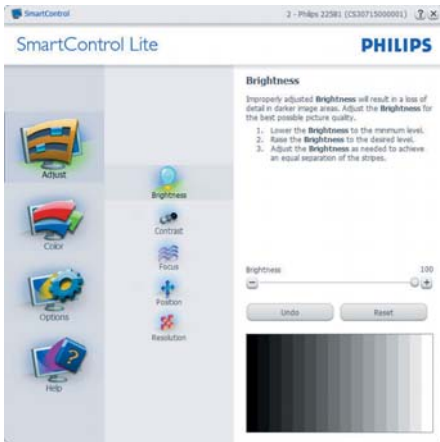 SmartControl
2 - Philips 225B1 (CS30715000001)
SmartControl Lite
PHILIPS
Adjust
Color
Options
Help
Brightness
Contrast
Focus
Position
Resolution
Brightness
Improperly adjusted Brightness will result in a loss of
detail in darker image areas. Adjust the Brightness for
the best possible picture quality.
1. Lower the Brightness to the minimum level.
2. Raise the Brightness to the desired level.
3. Adjust the Brightness as needed to achieve
an equal separation of the stripes.
Brightness 100
Undo
Reset